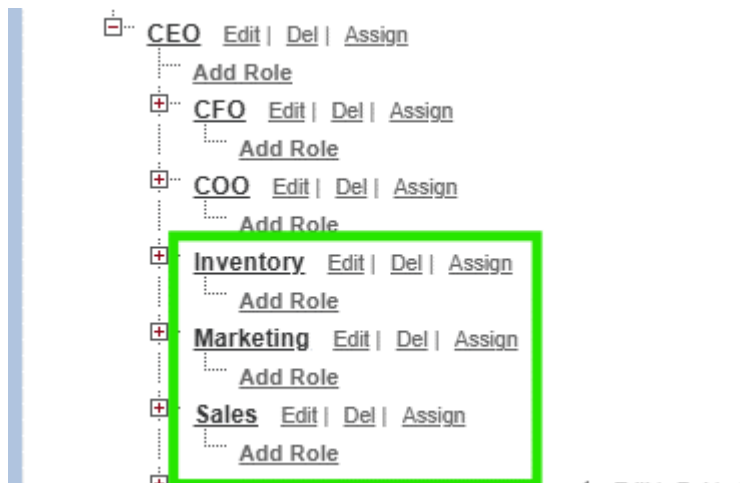 CEO Edit | Del | Assign
Add Role
CFO Edit | Del | Assign
Add Role
COO Edit | Del | Assign
Add Role
Inventory Edit | Del | Assign
Add Role
Marketing Edit | Del | Assign
Add Role
Sales Edit | Del | Assign
Add Role